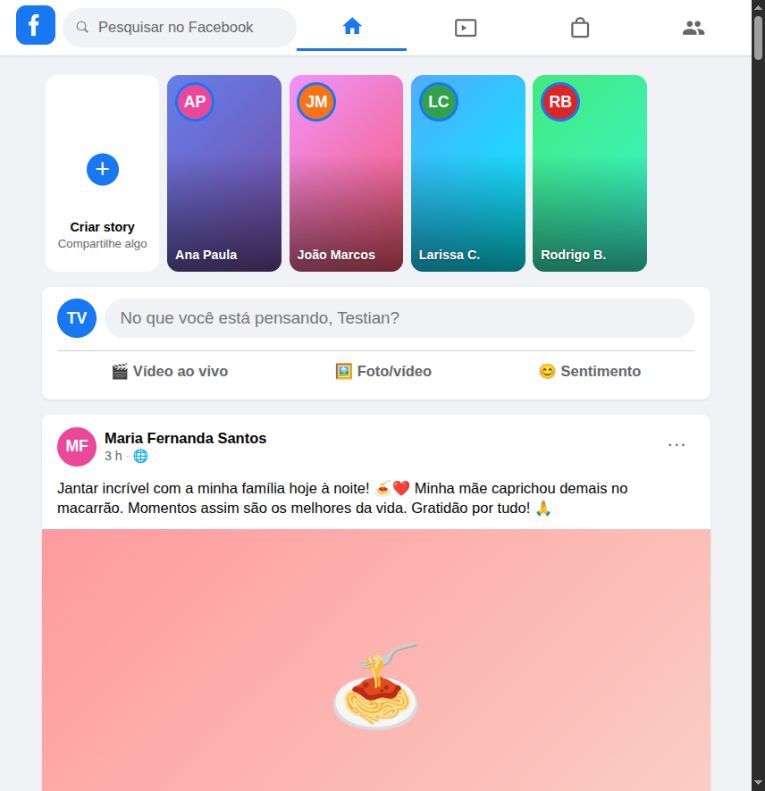 f
Pesquisar no Facebook
AP
JM
LC
RB
+
Criar story
Compartilhe algo
Ana Paula
João Marcos
Larissa C.
Rodrigo B.
TV
No que você está pensando, Testian?
🎬 Vídeo ao vivo
🖼️ Foto/vídeo
😊 Sentimento
MF
Maria Fernanda Santos
3 h · 🌐
···
Jantar incrível com a minha família hoje à noite! 🍝❤️ Minha mãe caprichou demais no
macarrão. Momentos assim são os melhores da vida. Gratidão por tudo! 🙏